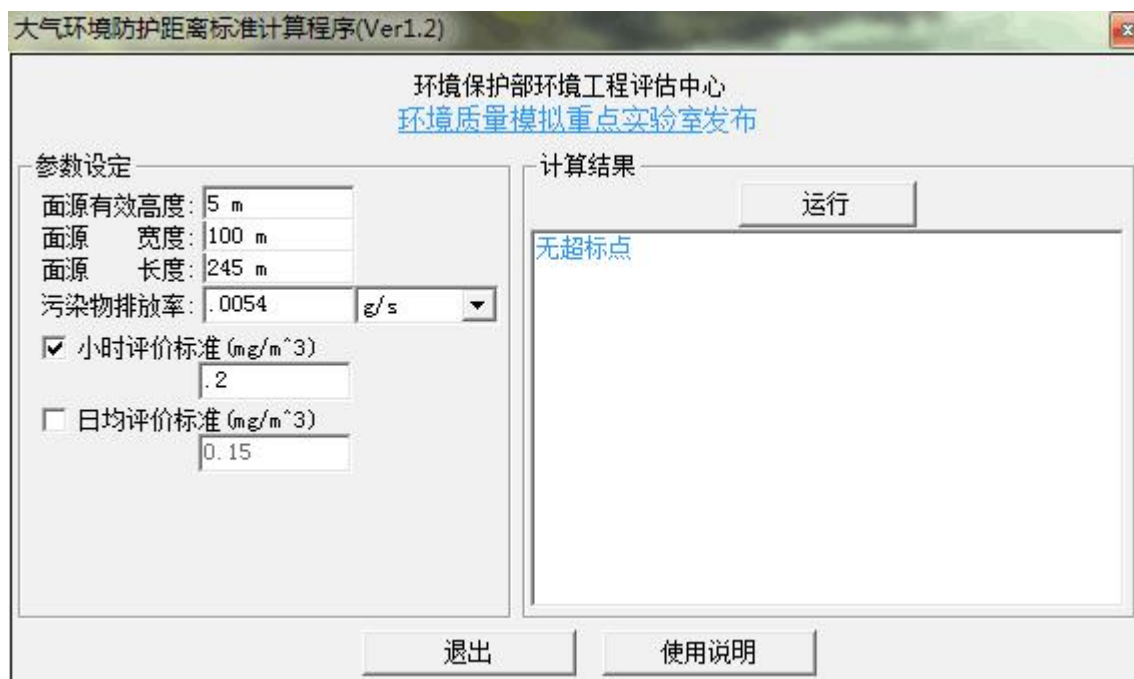 大气环境防护距离标准计算程序(Ver1.2)
环境保护部环境工程评估中心
环境质量模拟重点实验室发布
参数设定
面源有效高度: 5 m
面源 宽度: 100 m
面源 长度: 245 m
污染物排放率: .0054 g/s
小时评价标准(mg/m^3)
.2
日均评价标准(mg/m^3)
0.15
计算结果
运行
无超标点
退出
使用说明